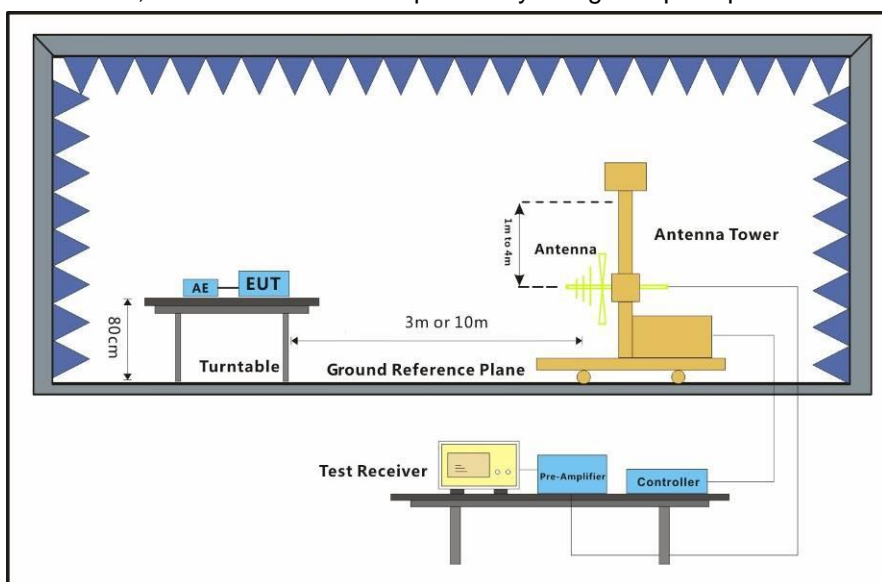 AE
EUT
80cm
Turntable
3m or 10m
Ground Reference Plane
1m to 4m
Antenna
Antenna Tower
Test Receiver
Pre-Amplifier
Controller